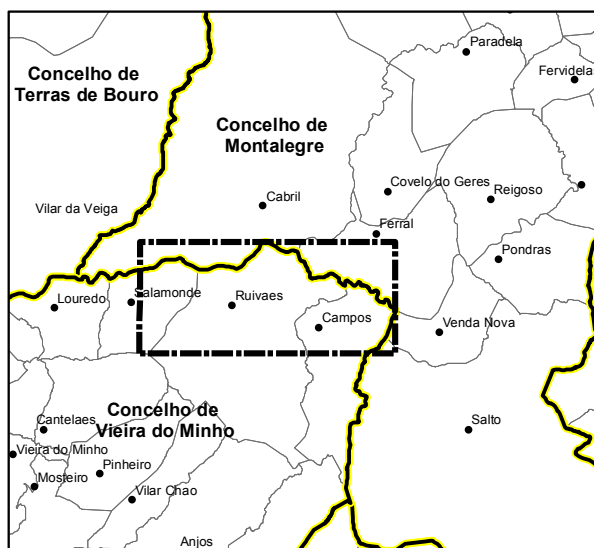 Paradela
Concelho de
Terras de Bouro
Fervidela
Concelho de
Montalegre
Covelo do Geres
Reigoso
Cabril
Vilar da Veiga
Ferral
Pondras
Salamonde
Louredo
Ruivaes
Campos
Venda Nova
Concelho de
Vieira do Minho
Cantelaes
Salto
Vieira do Minho
Pinheiro
Mosteiro
Vilar Chao
Anjos